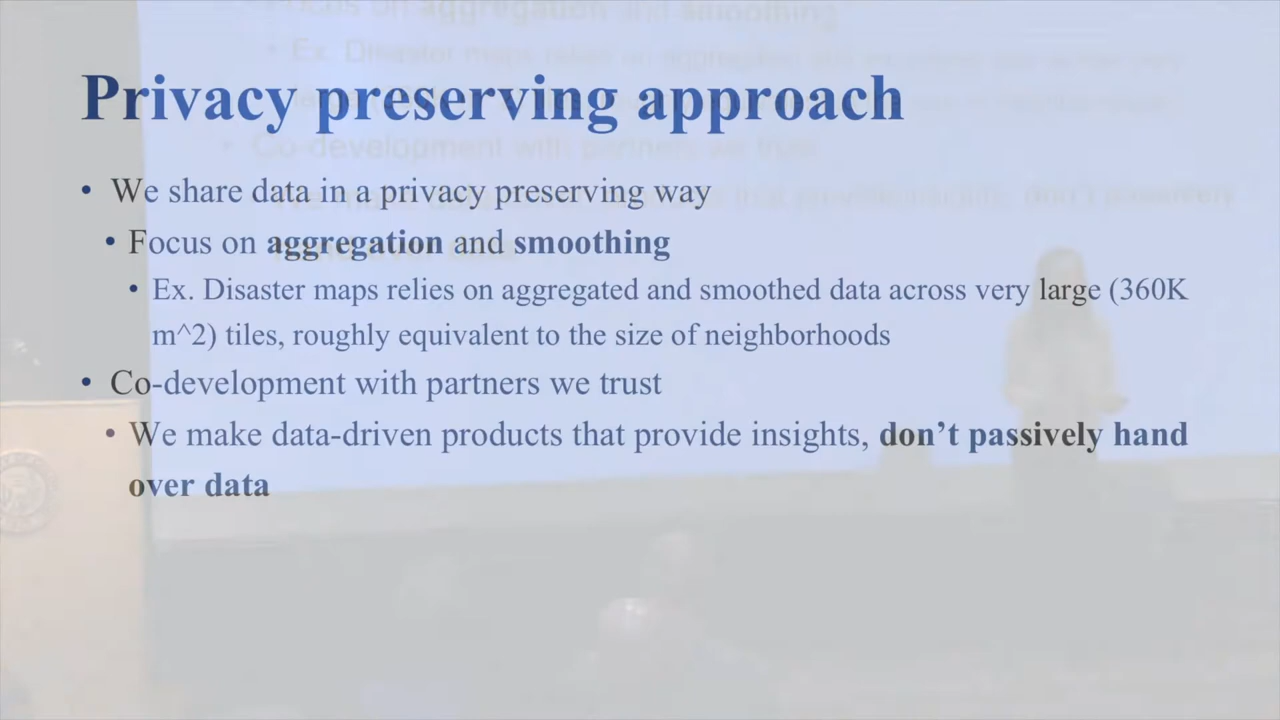 Privacy preserving approach
• We share data in a privacy preserving way
• Focus on aggregation and smoothing
• Ex. Disaster maps relies on aggregated and smoothed data across very large (360K
m^2) tiles, roughly equivalent to the size of neighborhoods
• Co-development with partners we trust
• We make data-driven products that provide insights, don't passively hand
over data